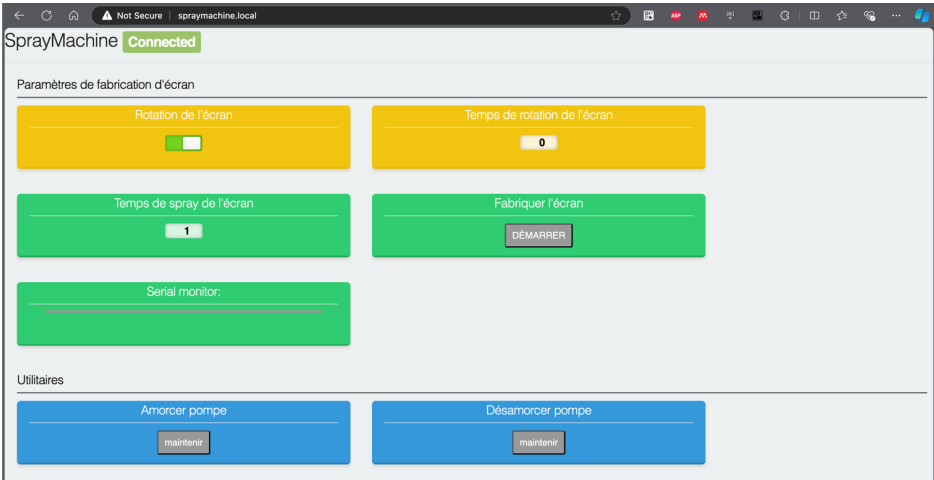 Not Secure spraymachine.local
ABP
SprayMachine Connected
Paramètres de fabrication d'écran
Rotation de l'écran
Temps de rotation de l'écran
0
Temps de spray de l'écran
1
Fabriquer l'écran
DÉMARRER
Serial monitor:
Utilitaires
Amorcer pompe
maintenir
Désamorcer pompe
maintenir